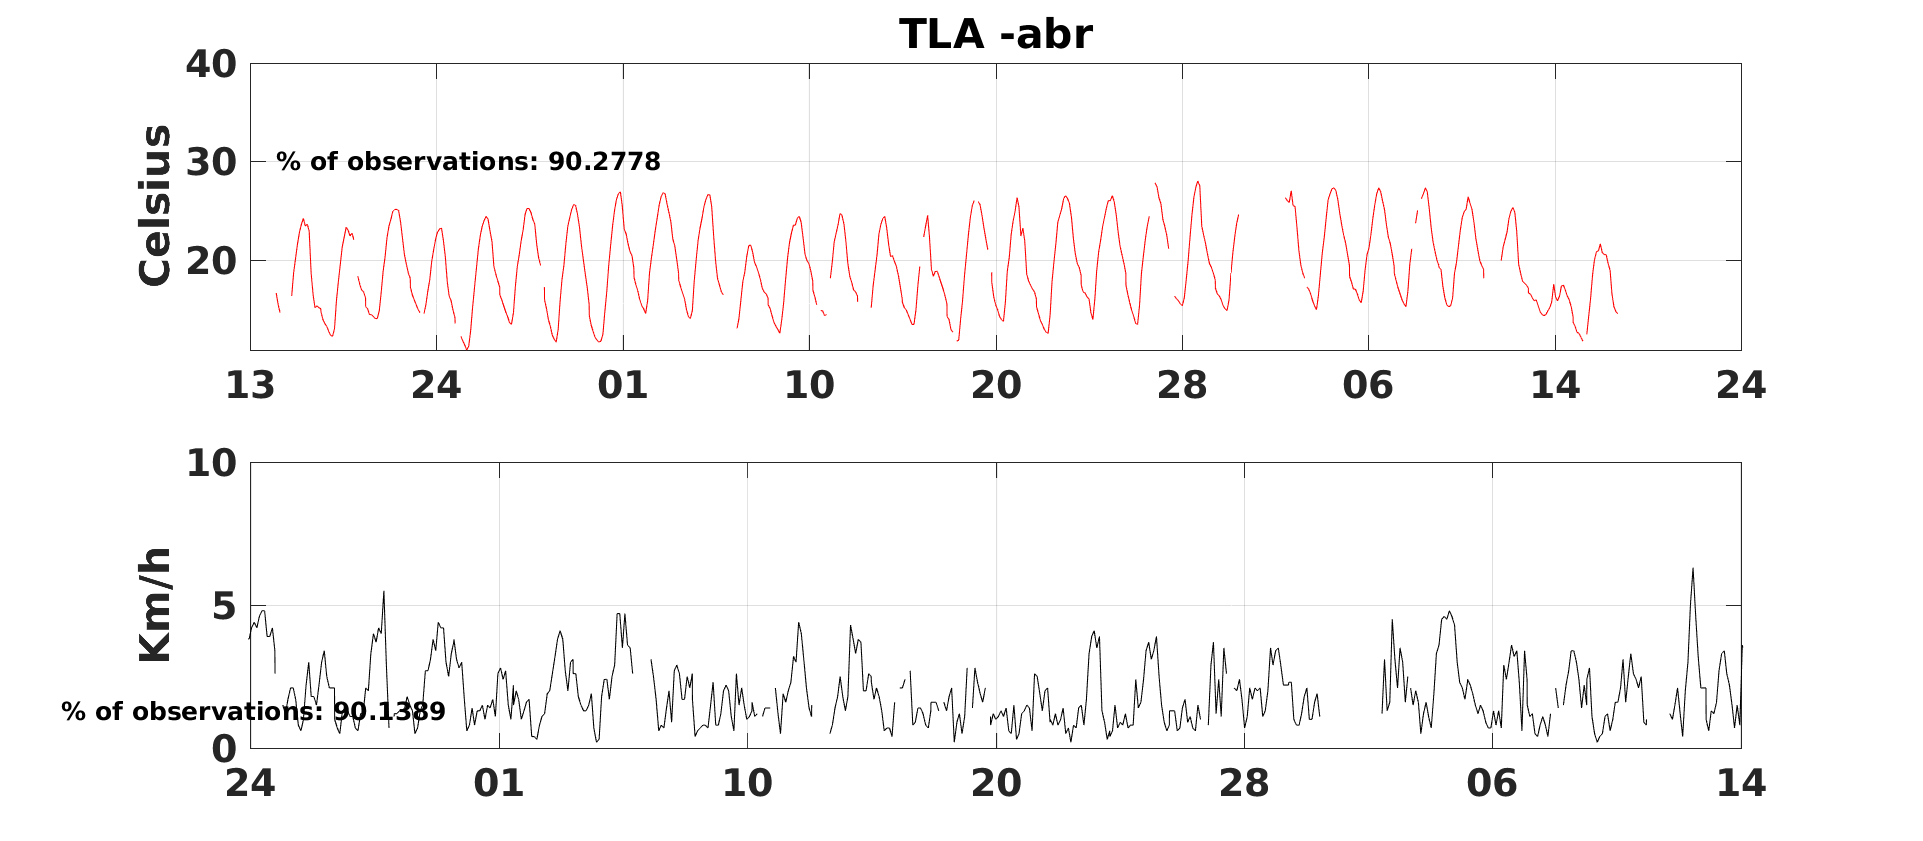 TLA -abr
Celsius
40
30
20
% of observations: 90.2778
13 24 01 10 20 28 06 14 24
Km/h
10
5
0
% of observations: 90.1389
24 01 10 20 28 06 14